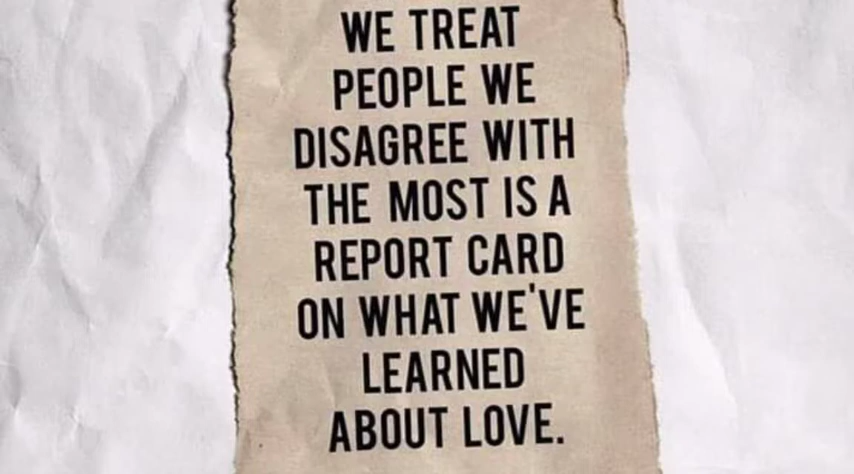 WE TREAT
PEOPLE WE
DISAGREE WITH
THE MOST IS A
REPORT CARD
ON WHAT WE'VE
LEARNED
ABOUT LOVE.